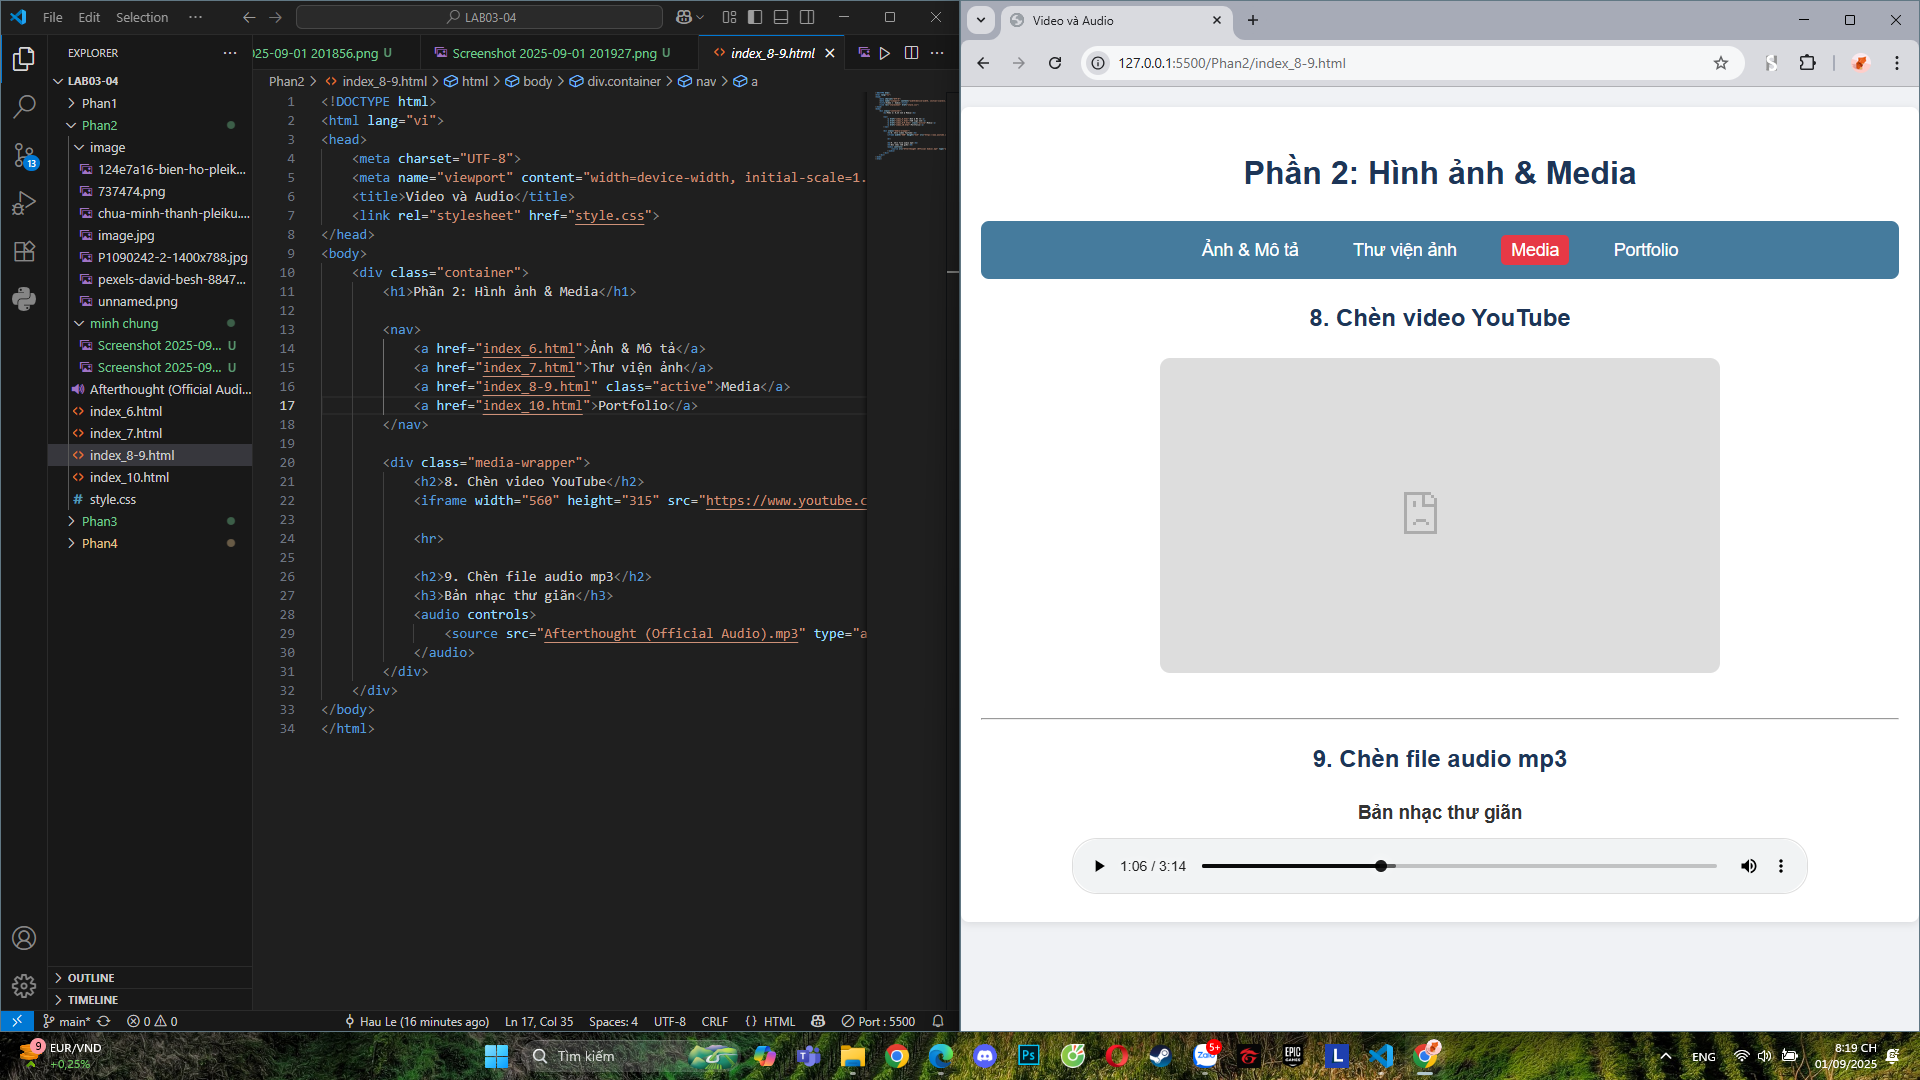 File Edit Selection ··· LAB03-04
EXPLORER ···
LAB03-04
Phan1
Phan2
image
124e7a16-bien-ho-pleik...
737474.png
chua-minh-thanh-pleiku....
image.jpg
P1090242-2-1400x788.jpg
pexels-david-besh-8847...
unnamed.png
minh chung
Screenshot 2025-09... U
Screenshot 2025-09... U
Afterthought (Official Audi...
index_6.html
index_7.html
index_8-9.html
index_10.html
style.css
Phan3
Phan4
OUTLINE
TIMELINE
13
025-09-01 201856.png U Screenshot 2025-09-01 201927.png U index_8-9.html
Phan2 > index_8-9.html > html > body > div.container > nav > a
1 <!DOCTYPE html>
2 <html lang="vi">
3 <head>
4 <meta charset="UTF-8">
5 <meta name="viewport" content="width=device-width, initial-scale=1.
6 <title>Video và Audio</title>
7 <link rel="stylesheet" href="style.css">
8 </head>
9 <body>
10 <div class="container">
11 <h1>Phần 2: Hình ảnh & Media</h1>
12
13 <nav>
14 <a href="index_6.html">Ảnh & Mô tả</a>
15 <a href="index_7.html">Thư viện ảnh</a>
16 <a href="index_8-9.html" class="active">Media</a>
17 <a href="index_10.html">Portfolio</a>
18 </nav>
19
20 <div class="media-wrapper">
21 <h2>8. Chèn video YouTube</h2>
22 <iframe width="560" height="315" src="https://www.youtube.c
23
24 <hr>
25
26 <h2>9. Chèn file audio mp3</h2>
27 <h3>Bản nhạc thư giãn</h3>
28 <audio controls>
29 <source src="Afterthought (Official Audio).mp3" type="a
30 </audio>
31 </div>
32 </div>
33 </body>
34 </html>
main* 0 0 Hau Le (16 minutes ago) Ln 17, Col 35 Spaces: 4 UTF-8 CRLF {} HTML Port : 5500
Video và Audio
127.0.0.1:5500/Phan2/index_8-9.html
Phần 2: Hình ảnh & Media
Ảnh & Mô tả Thư viện ảnh Media Portfolio
8. Chèn video YouTube
9. Chèn file audio mp3
Bản nhạc thư giãn
1:06 / 3:14
9
EUR/VND
+0,25%
Tìm kiếm
Ps
Zalo
5+
EPIC GAMES
L
ENG
8:19 CH
01/09/2025